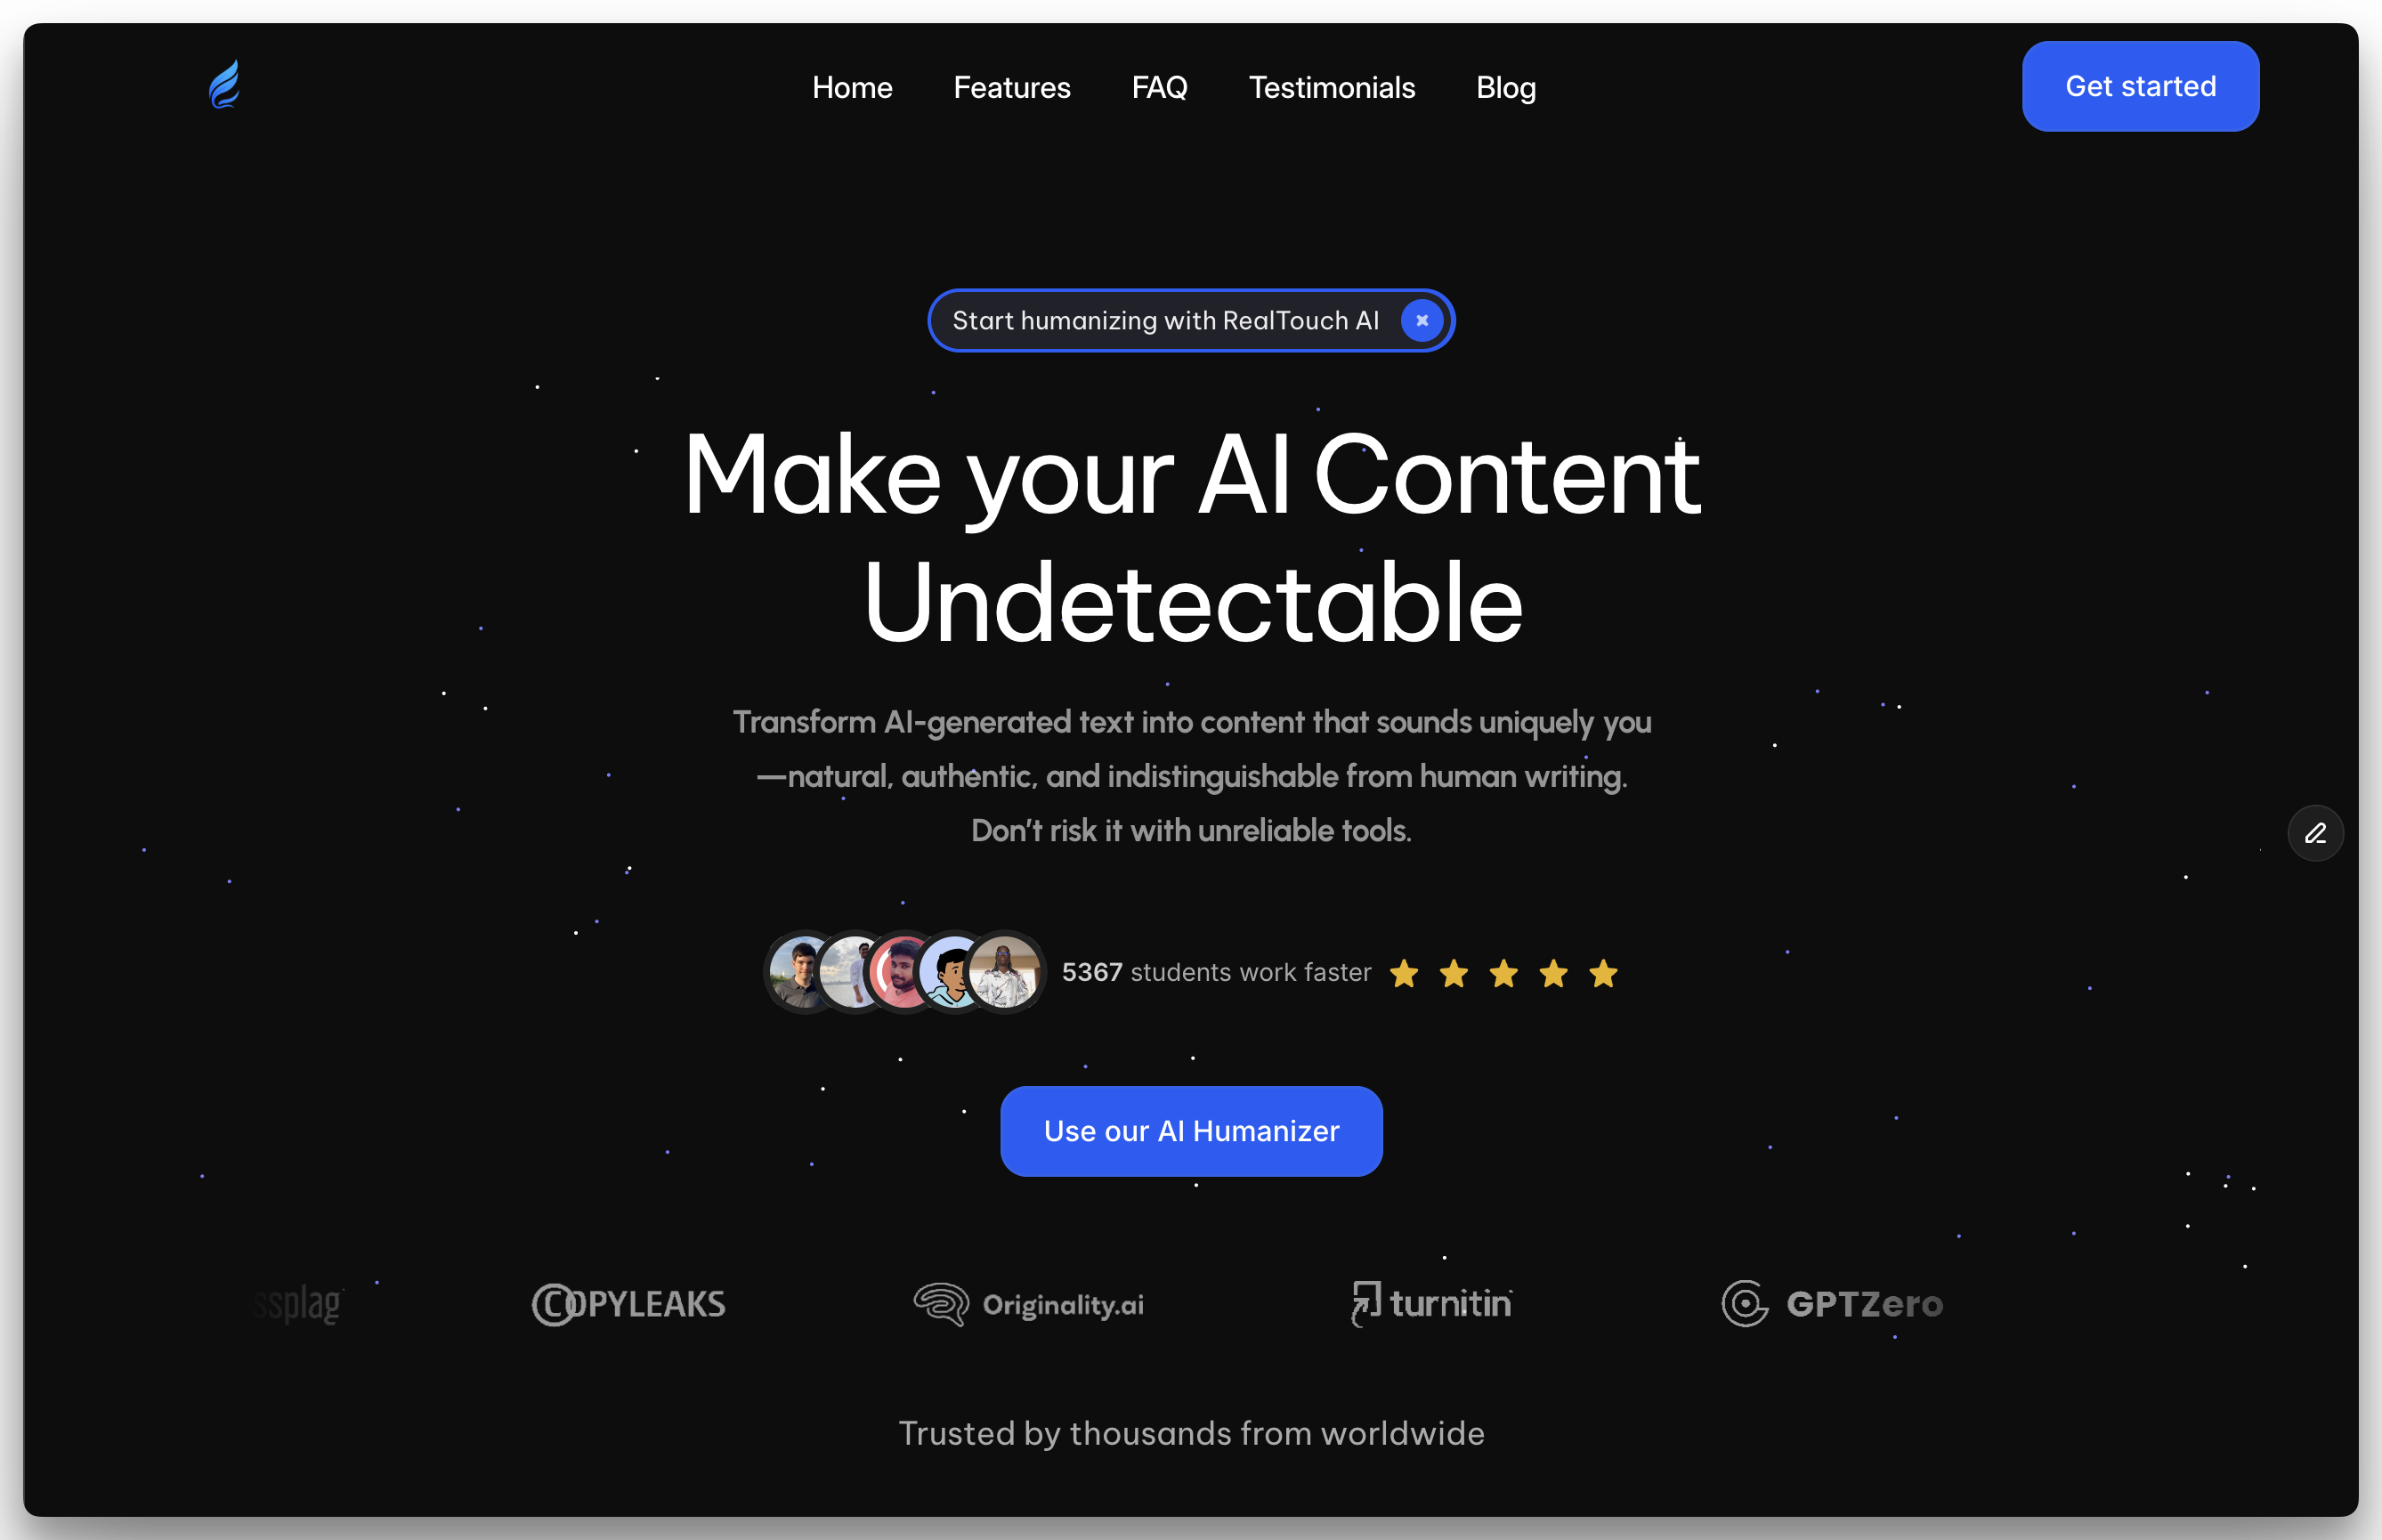 Home Features FAQ Testimonials Blog
Get started
Start humanizing with RealTouch AI
Make your AI Content
Undetectable
Transform AI-generated text into content that sounds uniquely you
—natural, authentic, and indistinguishable from human writing.
Don’t risk it with unreliable tools.
5367 students work faster
Use our AI Humanizer
ssplag COPYLEAKS Originality.ai turnitin GPTZero
Trusted by thousands from worldwide